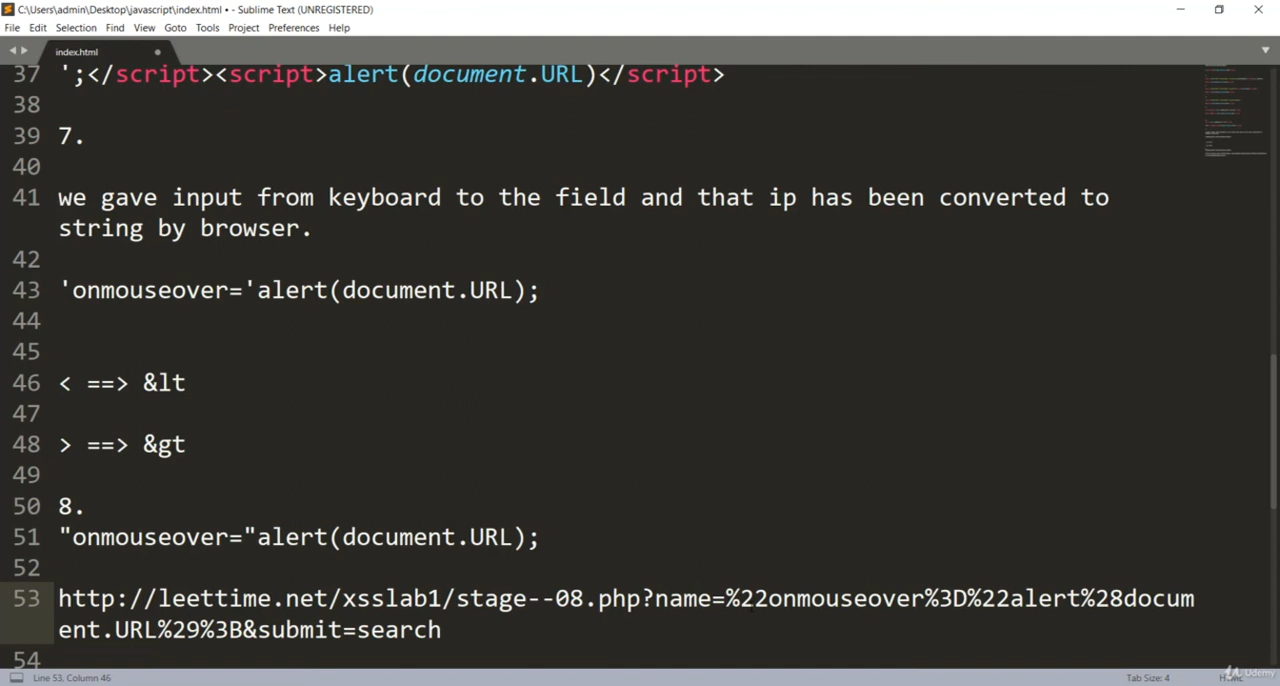 C:\Users\admin\Desktop\javascript\index.html • - Sublime Text (UNREGISTERED)
File Edit Selection Find View Goto Tools Project Preferences Help
index.html
37 ';</script><script>alert(document.URL)</script>
38
39 7.
40
41 we gave input from keyboard to the field and that ip has been converted to
string by browser.
42
43 'onmouseover='alert(document.URL);
44
45
46 < ==> &lt
47
48 > ==> &gt
49
50 8.
51 "onmouseover="alert(document.URL);
52
53 http://leettime.net/xsslab1/stage--08.php?name=%22onmouseover%3D%22alert%28docum
ent.URL%29%3B&submit=search
54
Line 53, Column 46 Tab Size: 4 HTML
Udemy